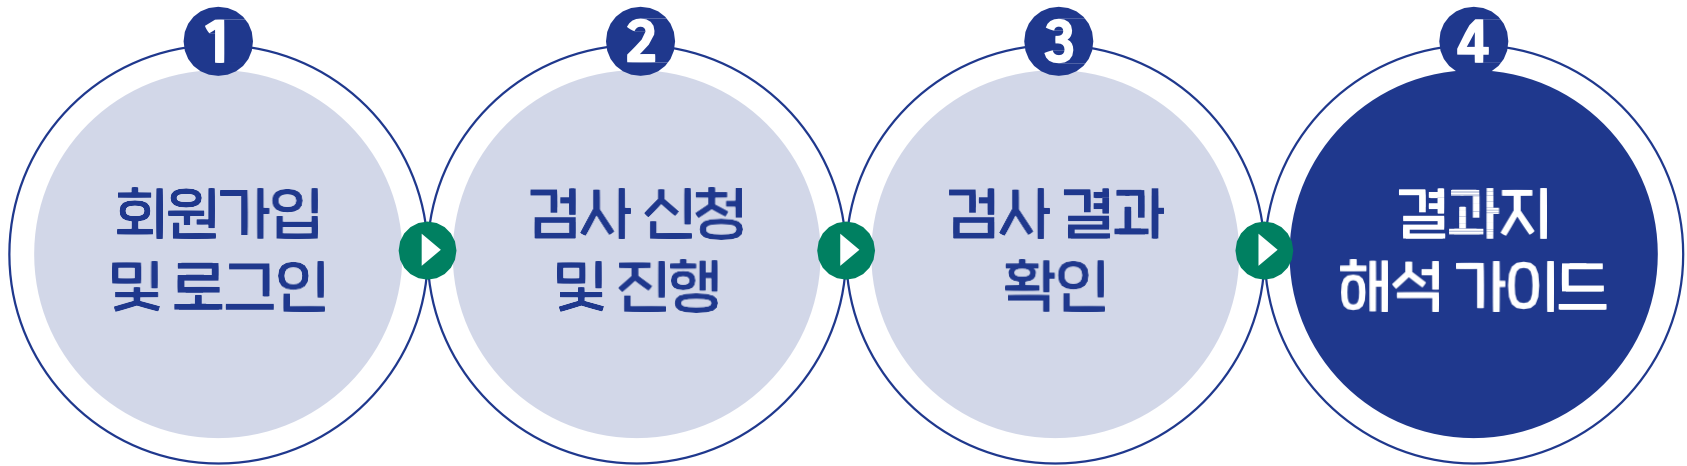 1
회원가입
및 로그인
2
검사 신청
및 진행
3
검사 결과
확인
4
결과지
해석 가이드